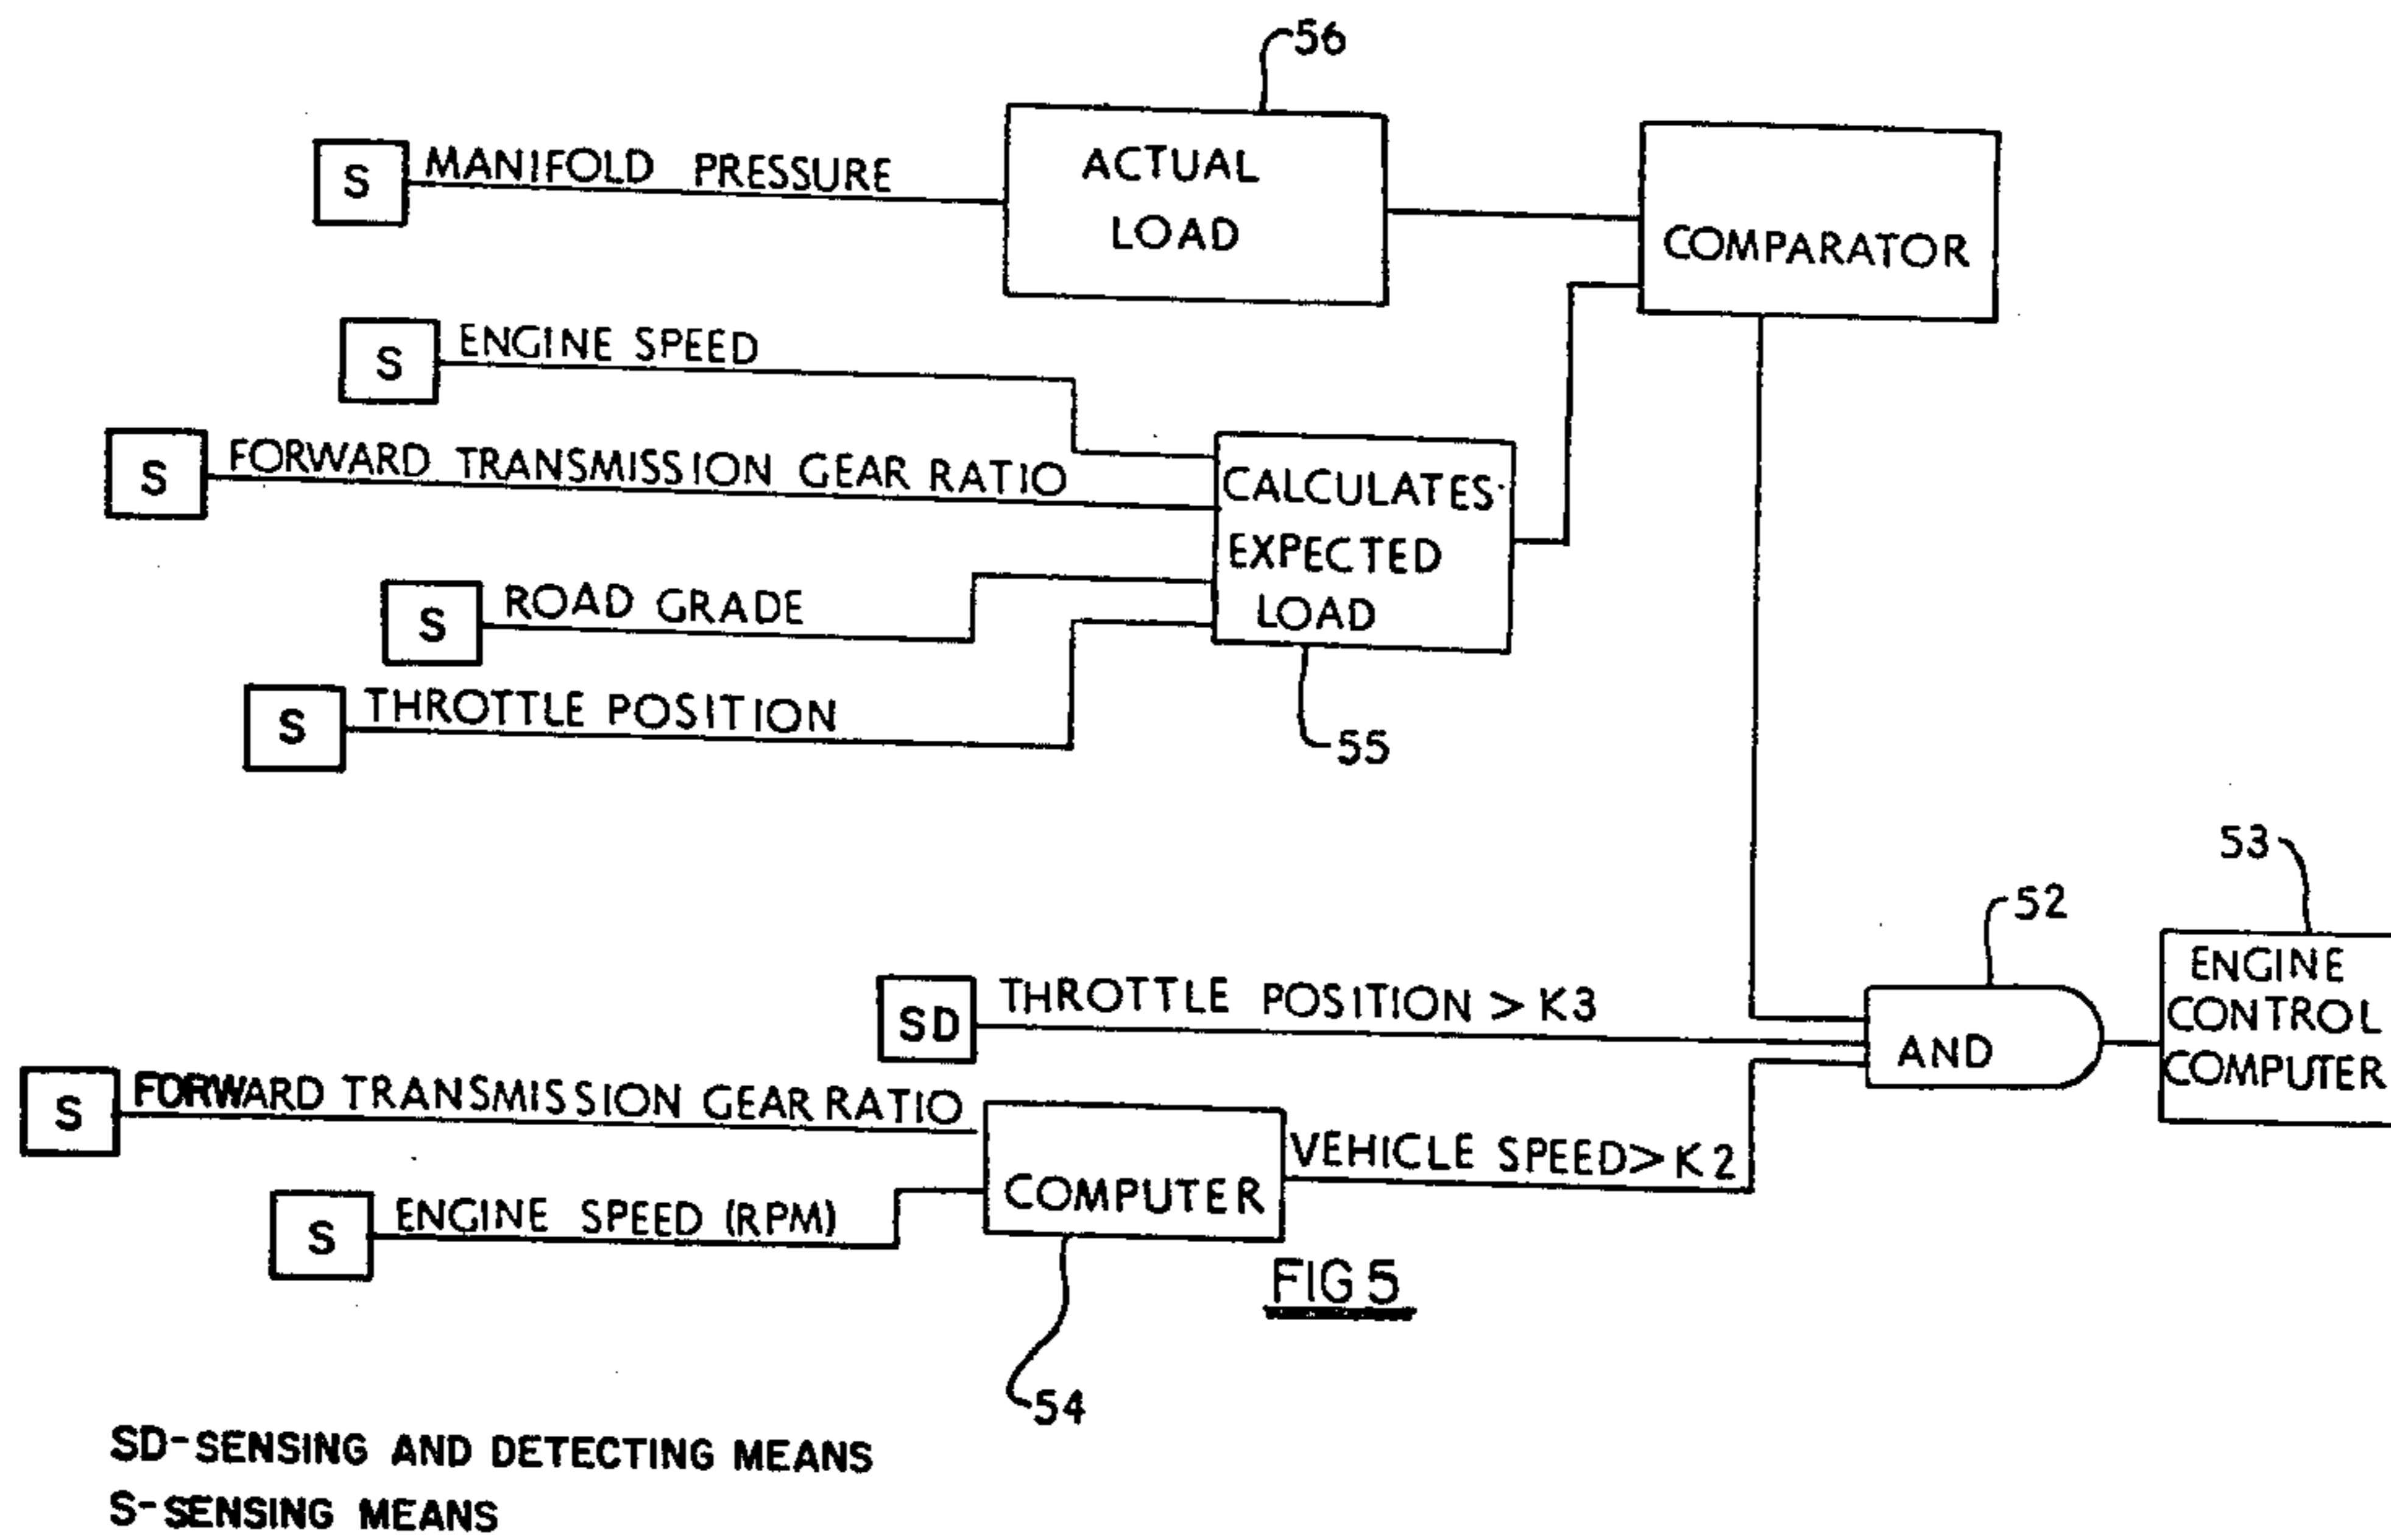 56
S MANIFOLD PRESSURE
ACTUAL
LOAD
COMPARATOR
S ENGINE SPEED
S FORWARD TRANSMISSION GEAR RATIO
CALCULATES
EXPECTED
LOAD
S ROAD GRADE
S THROTTLE POSITION
55
53
52
ENGINE
CONTROL
COMPUTER
SD THROTTLE POSITION > K3
AND
S FORWARD TRANSMISSION GEAR RATIO
COMPUTER
VEHICLE SPEED > K2
S ENGINE SPEED (RPM)
FIG 5
54
SD-SENSING AND DETECTING MEANS
S-SENSING MEANS